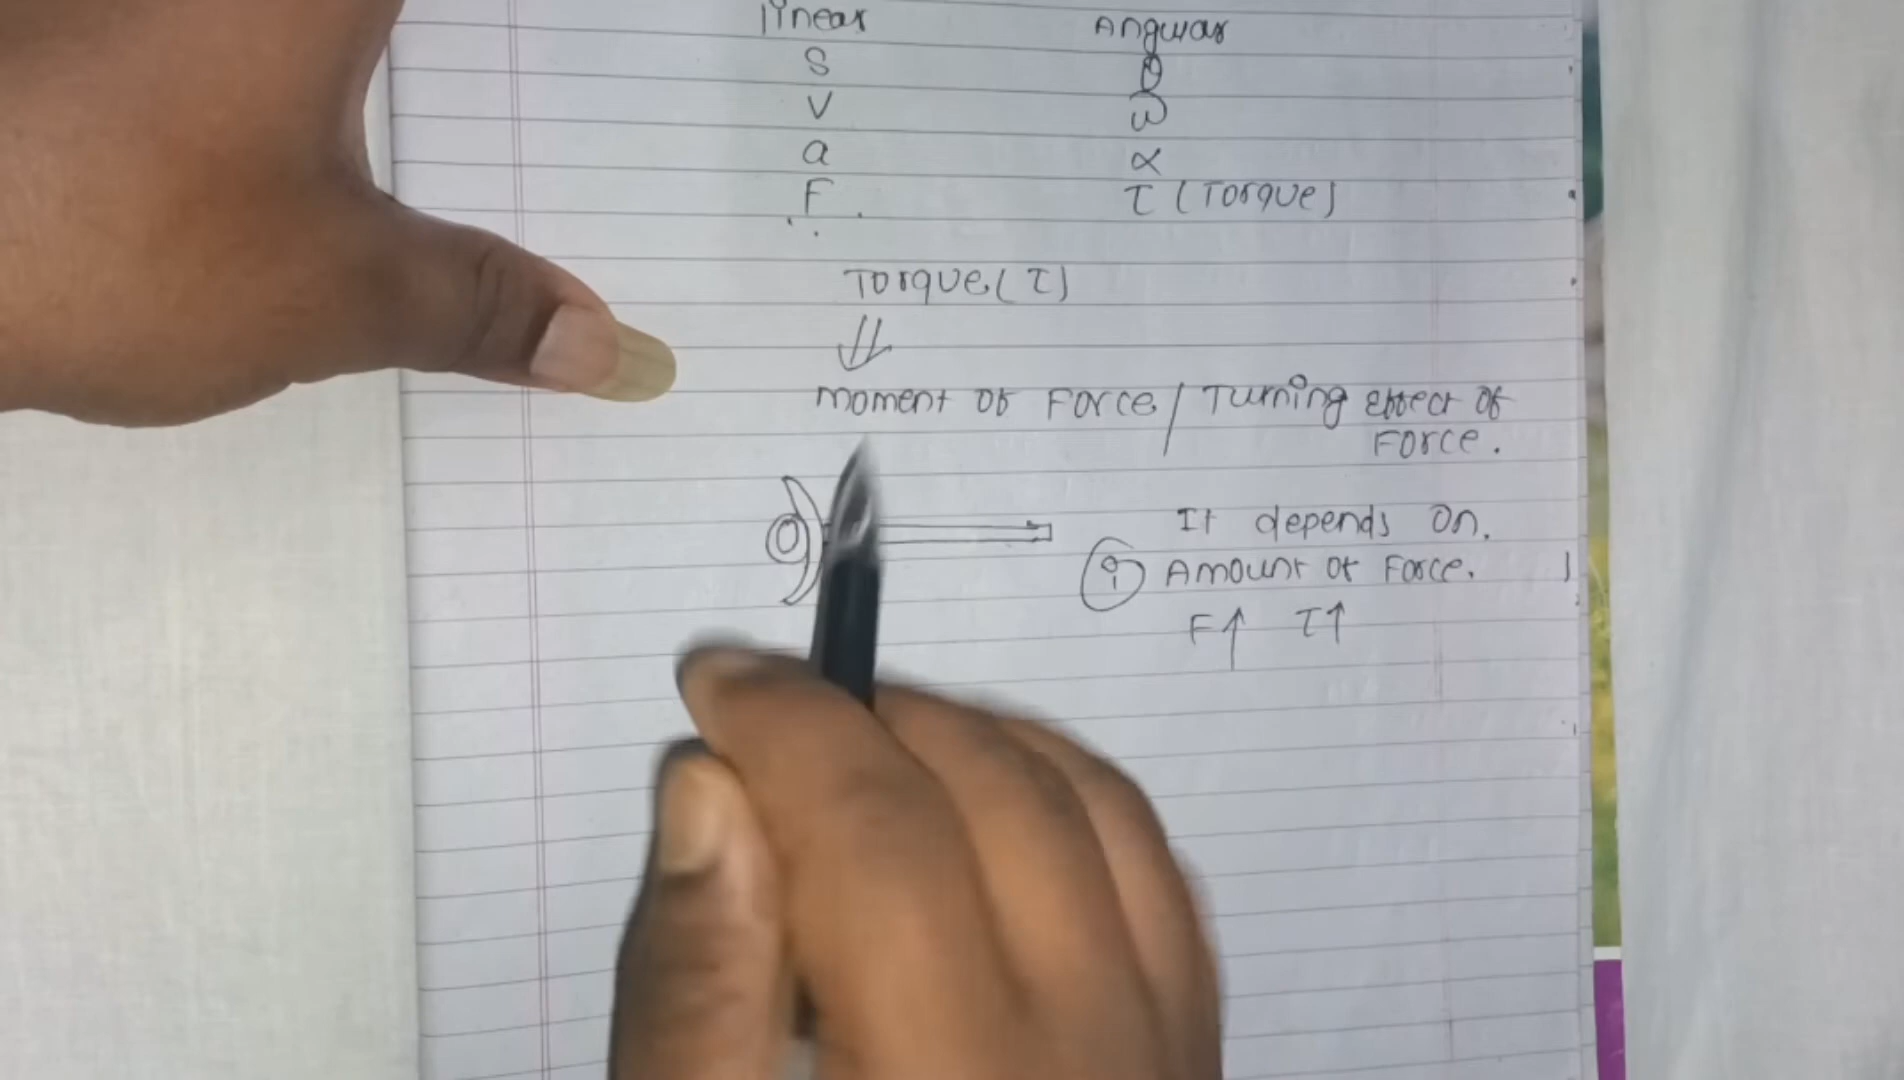 linear Angular
S θ
V ω
a α
F τ (Torque)
Torque (τ)
⇓
Moment of Force / Turning effect of
Force.
It depends on.
(i) Amount of Force.
F↑ τ↑